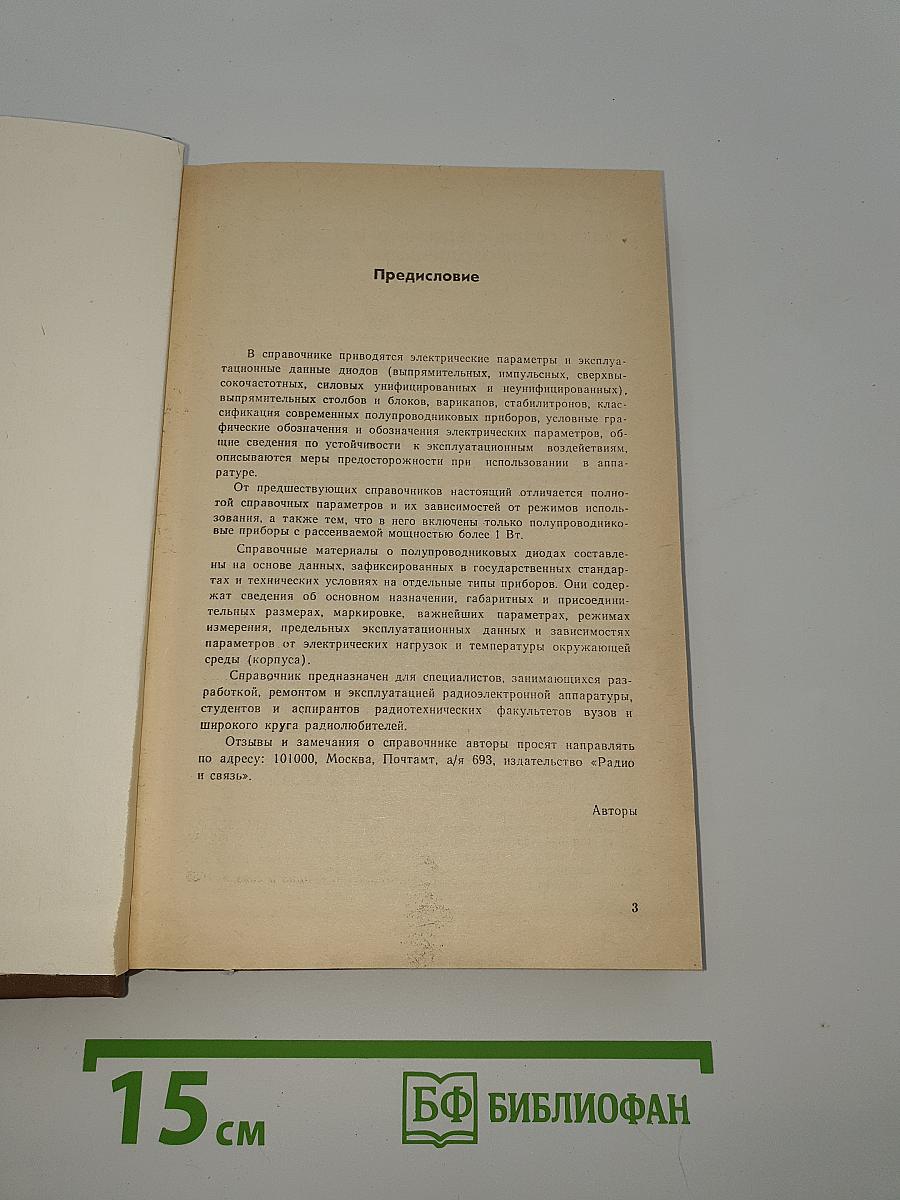 Предисловие
В справочнике приводятся электрические параметры и эксплуа-
тационные данные диодов (выпрямительных, импульсных, сверхвы-
сокочастотных, силовых унифицированных и неунифицированных),
выпрямительных столбов и блоков, варикапов, стабилитронов, клас-
сификация современных полупроводниковых приборов, условные гра-
фические обозначения и обозначения электрических параметров, об-
щие сведения по устойчивости к эксплуатационным воздействиям,
описываются меры предосторожности при использовании в аппа-
ратуре.
От предшествующих справочников настоящий отличается полно-
той справочных параметров и их зависимостей от режимов исполь-
зования, а также тем, что в него включены только полупроводнико-
вые приборы с рассеиваемой мощностью более 1 Вт.
Справочные материалы о полупроводниковых диодах составле-
ны на основе данных, зафиксированных в государственных стандар-
тах и технических условиях на отдельные типы приборов. Они содер-
жат сведения об основном назначении, габаритных и присоедини-
тельных размерах, маркировке, важнейших параметрах, режимах
измерения, предельных эксплуатационных данных и зависимостях
параметров от электрических нагрузок и температуры окружающей
среды (корпуса).
Справочник предназначен для специалистов, занимающихся раз-
работкой, ремонтом и эксплуатацией радиоэлектронной аппаратуры,
студентов и аспирантов радиотехнических факультетов вузов и
широкого круга радиолюбителей.
Отзывы и замечания о справочнике авторы просят направлять
по адресу: 101000, Москва, Почтамт, а/я 693, издательство «Радио
и связь».
Авторы
3
15 см
БФ БИБЛИОФАН